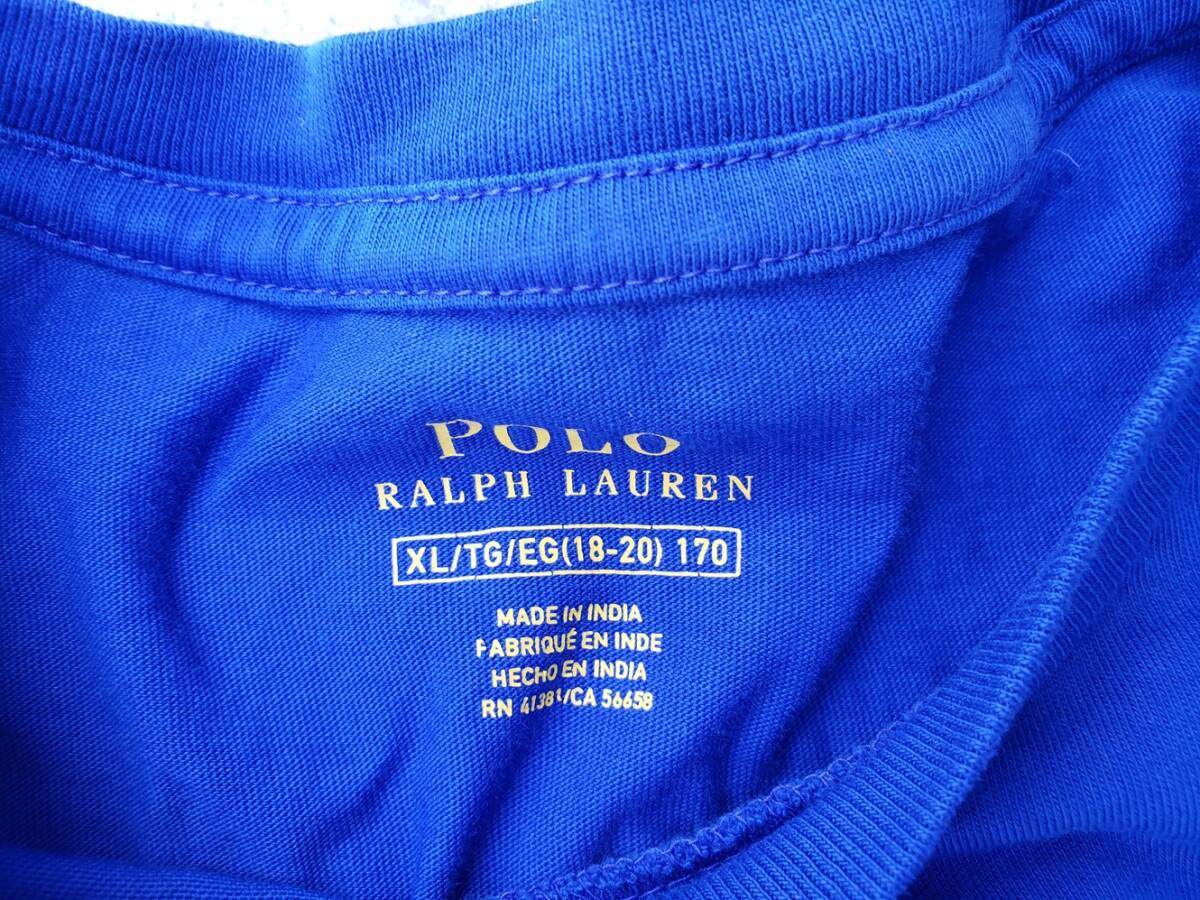 POLO
RALPH LAUREN
XL/TG/EG(18-20) 170
MADE IN INDIA
FABRIQUÉ EN INDE
HECHO EN INDIA
RN 41381/CA 56658